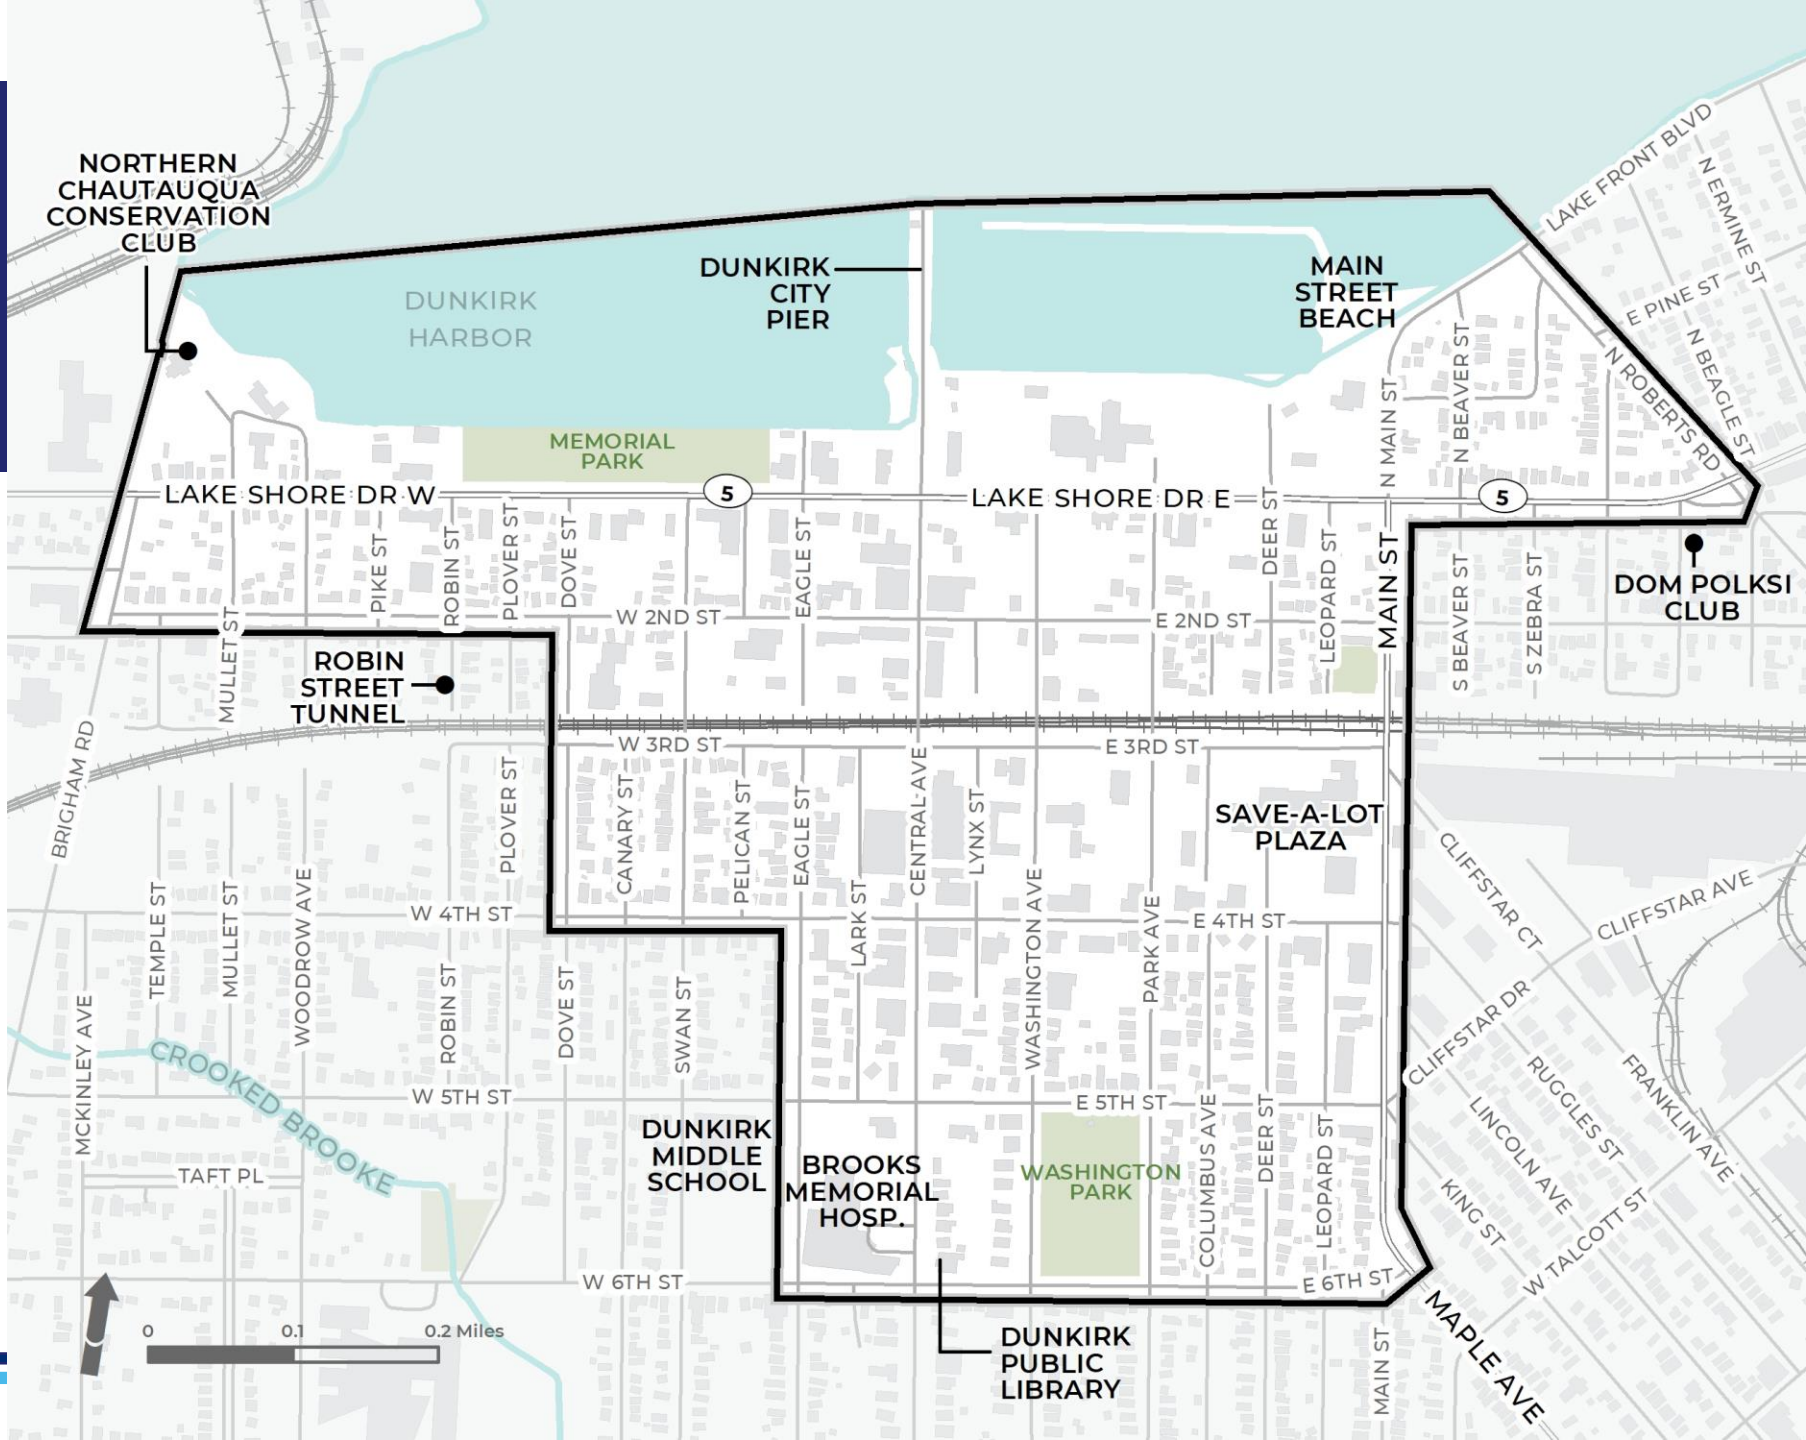 LAKE FRONT BLVD
N ERMINE ST
NORTHERN
CHAUTAUQUA
CONSERVATION
CLUB
DUNKIRK
CITY
PIER
MAIN
STREET
BEACH
DUNKIRK
HARBOR
E PINE ST
N BEAGLE ST
N ROBERTS RD
N BEAVER ST
N MAIN ST
MEMORIAL
PARK
LAKE SHORE DR W
5
LAKE SHORE DR E
5
PIKE ST
ROBIN ST
PLOVER ST
DOVE ST
EAGLE ST
DEER ST
LEOPARD ST
MAIN ST
S BEAVER ST
S ZEBRA ST
DOM POLKSI
CLUB
MULLET ST
W 2ND ST
E 2ND ST
ROBIN
STREET
TUNNEL
BRIGHAM RD
W 3RD ST
E 3RD ST
PLOVER ST
CANARY ST
PELICAN ST
EAGLE ST
CENTRAL AVE
LYNX ST
SAVE-A-LOT
PLAZA
CLIFFSTAR CT
CLIFFSTAR AVE
TEMPLE ST
MULLET ST
WOODROW AVE
W 4TH ST
LARK ST
WASHINGTON AVE
PARK AVE
E 4TH ST
MCKINLEY AVE
ROBIN ST
DOVE ST
SWAN ST
CLIFFSTAR DR
CROOKED BROOKE
W 5TH ST
E 5TH ST
RUGGLES ST
FRANKLIN AVE
LINCOLN AVE
KING ST
W TALCOTT ST
TAFT PL
DUNKIRK
MIDDLE
SCHOOL
BROOKS
MEMORIAL
HOSP.
WASHINGTON
PARK
COLUMBUS AVE
DEER ST
LEOPARD ST
W 6TH ST
E 6TH ST
0 0.1 0.2 Miles
DUNKIRK
PUBLIC
LIBRARY
MAIN ST
MAPLE AVE